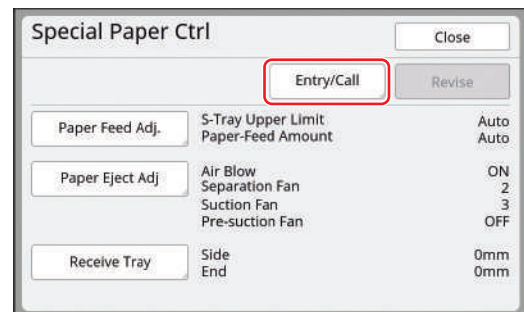 Special Paper Ctrl
Close
Entry/Call
Revise
Paper Feed Adj.
S-Tray Upper Limit Auto
Paper-Feed Amount Auto
Paper Eject Adj
Air Blow ON
Separation Fan 2
Suction Fan 3
Pre-suction Fan OFF
Receive Tray
Side 0mm
End 0mm